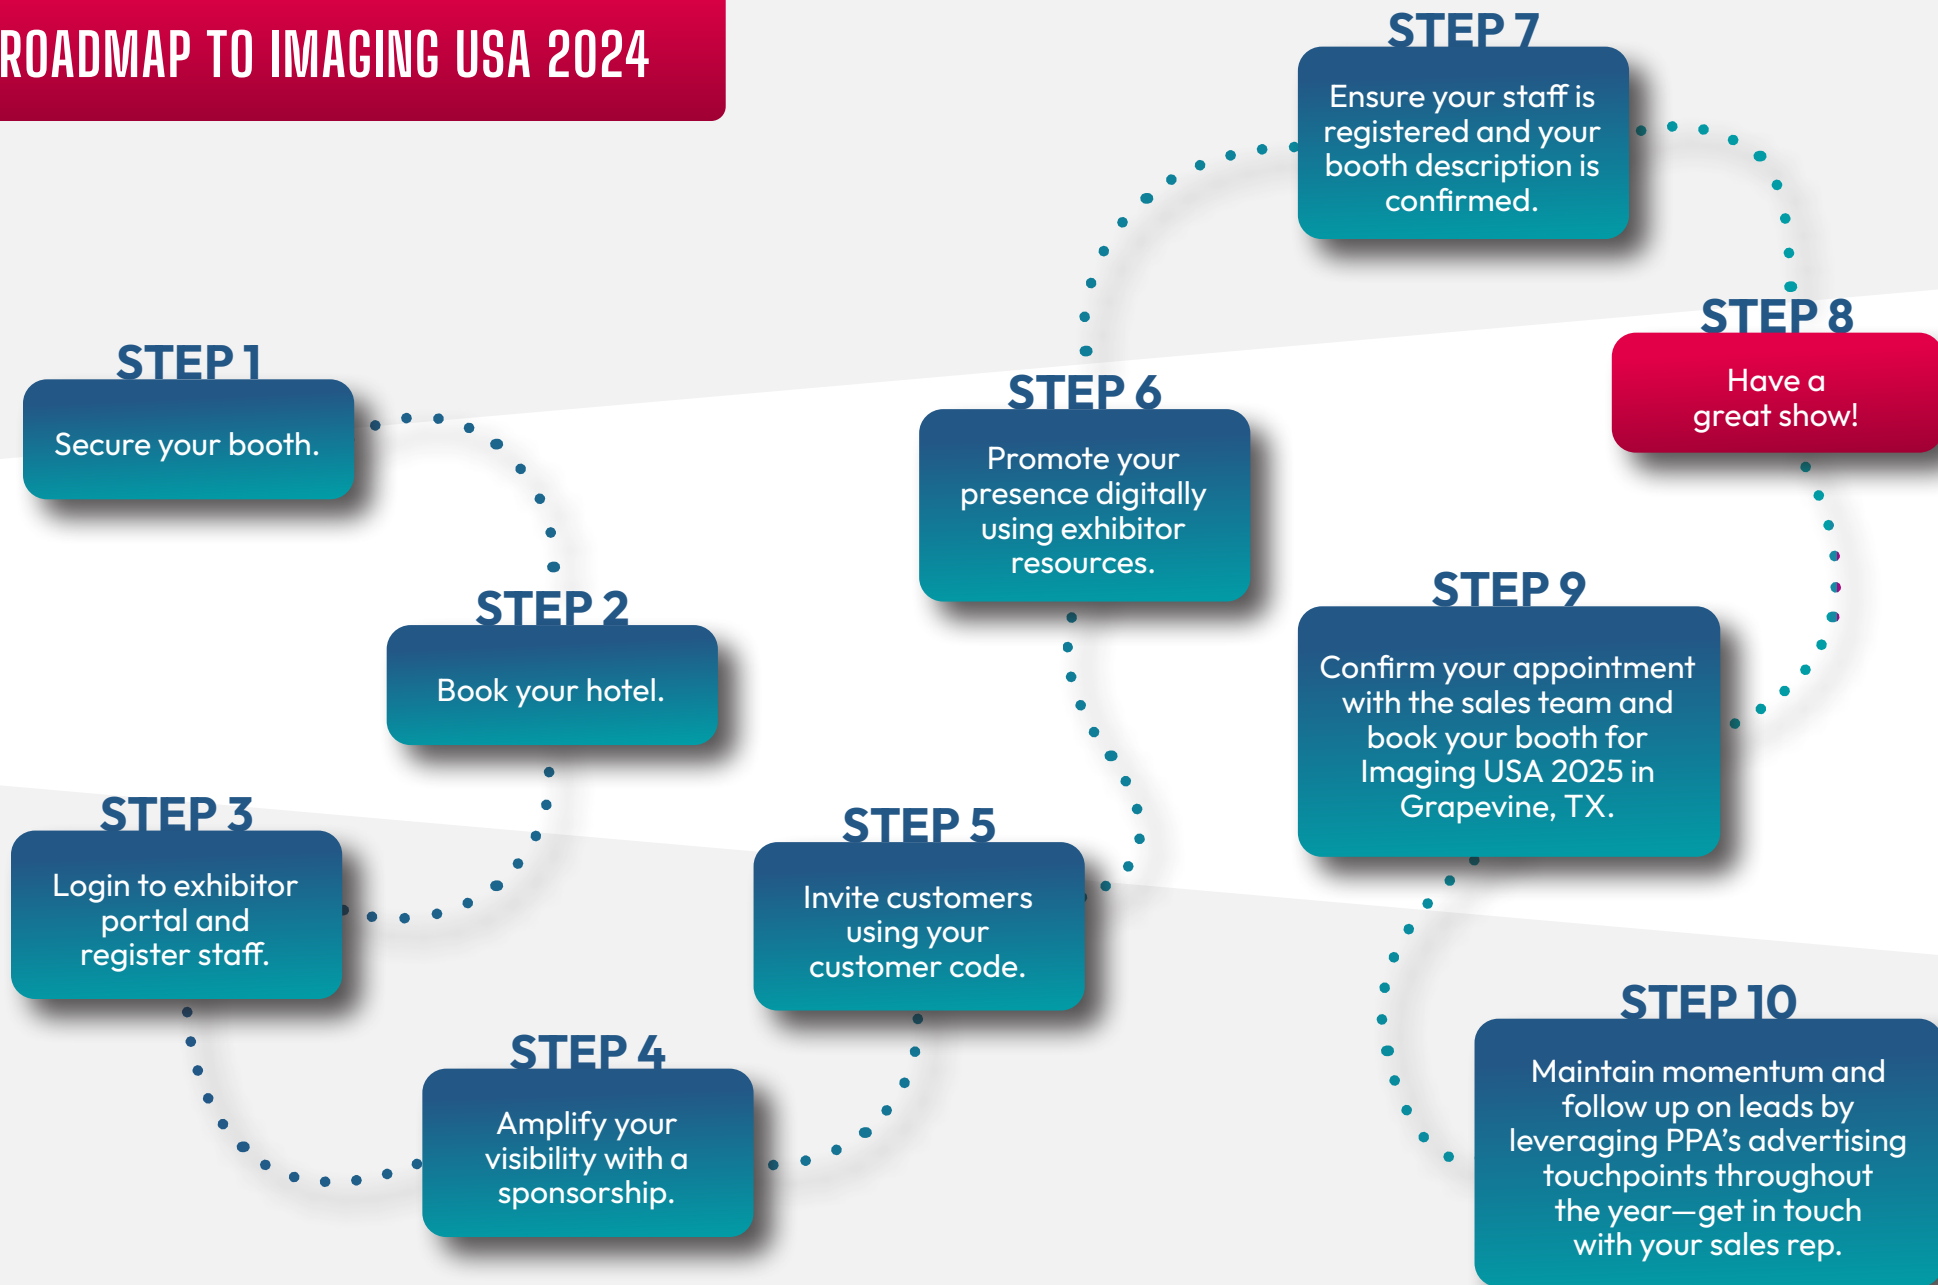 ROADMAP TO IMAGING USA 2024
STEP 1
Secure your booth.
STEP 2
Book your hotel.
STEP 3
Login to exhibitor
portal and
register staff.
STEP 4
Amplify your
visibility with a
sponsorship.
STEP 5
Invite customers
using your
customer code.
STEP 6
Promote your
presence digitally
using exhibitor
resources.
STEP 7
Ensure your staff is
registered and your
booth description is
confirmed.
STEP 8
Have a
great show!
STEP 9
Confirm your appointment
with the sales team and
book your booth for
Imaging USA 2025 in
Grapevine, TX.
STEP 10
Maintain momentum and
follow up on leads by
leveraging PPA’s advertising
touchpoints throughout
the year—get in touch
with your sales rep.